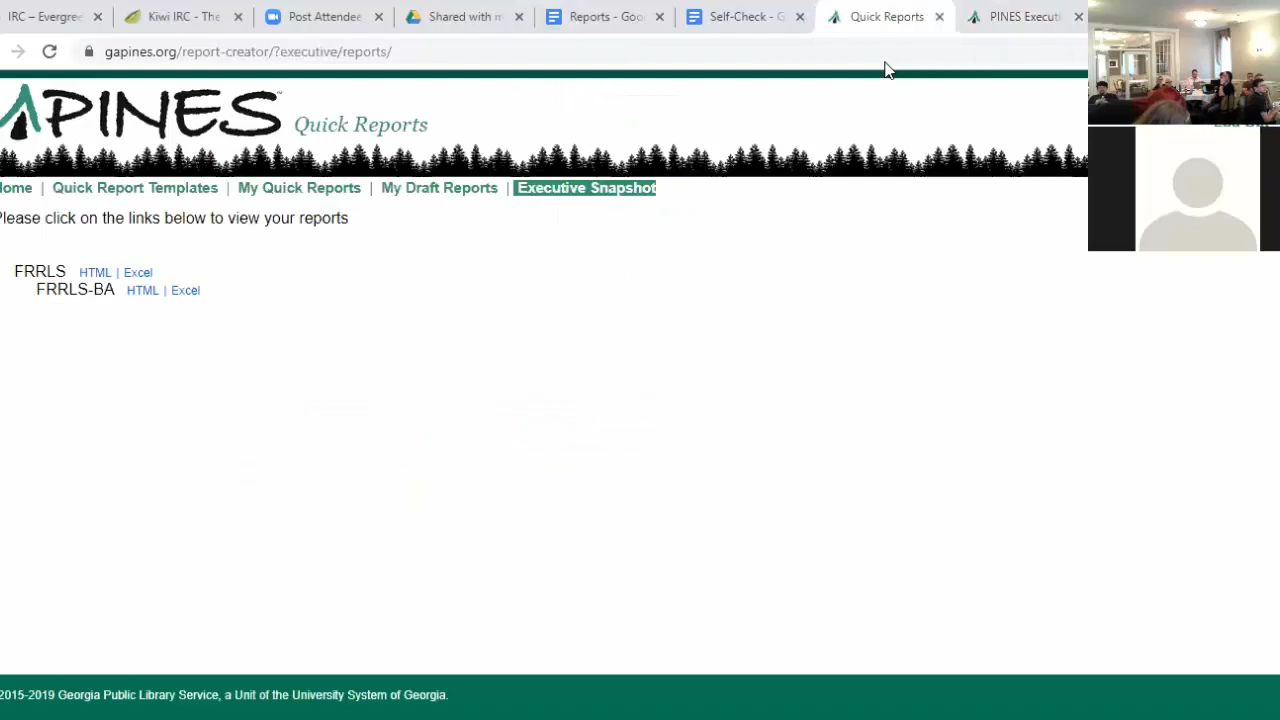 IRC – Evergree
Kiwi IRC - The
Post Attendee
Shared with m
Reports - Goo
Self-Check - G
Quick Reports
PINES Executi
gapines.org/report-creator/?executive/reports/
PINES™ Quick Reports
Home | Quick Report Templates | My Quick Reports | My Draft Reports | Executive Snapshot
Please click on the links below to view your reports
FRRLS HTML | Excel
FRRLS-BA HTML | Excel
2015-2019 Georgia Public Library Service, a Unit of the University System of Georgia.